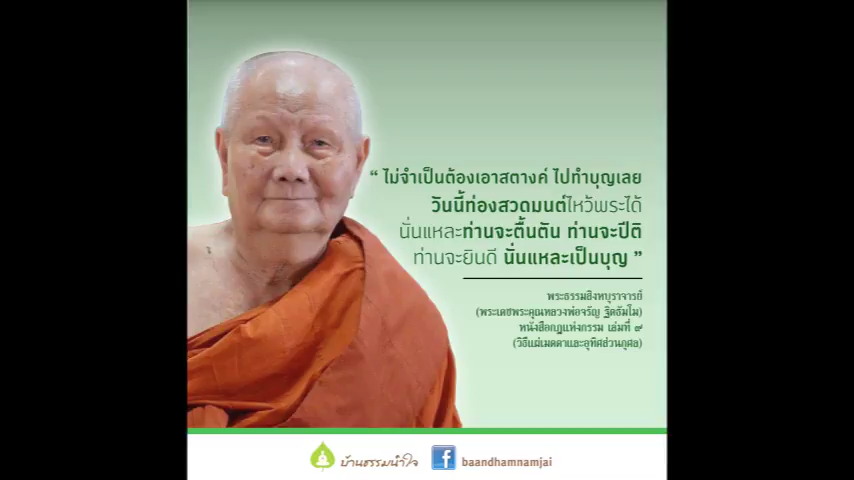 “ ไม่จำเป็นต้องเอาสตางค์ ไปทำบุญเลย
วันนี้ท่องสวดมนต์ไหว้พระได้
นั่นแหละท่านจะตื้นตัน ท่านจะปีติ
ท่านจะยินดี นั่นแหละเป็นบุญ ”
พระธรรมสิงหบุราจารย์
(พระเดชพระคุณหลวงพ่อจรัญ ฐิตธัมโม)
หนังสือกฎแห่งกรรม เล่มที่ ๙
(วิธีแผ่เมตตาและอุทิศส่วนกุศล)
บ้านธรรมนำใจ
baandhamnamjai